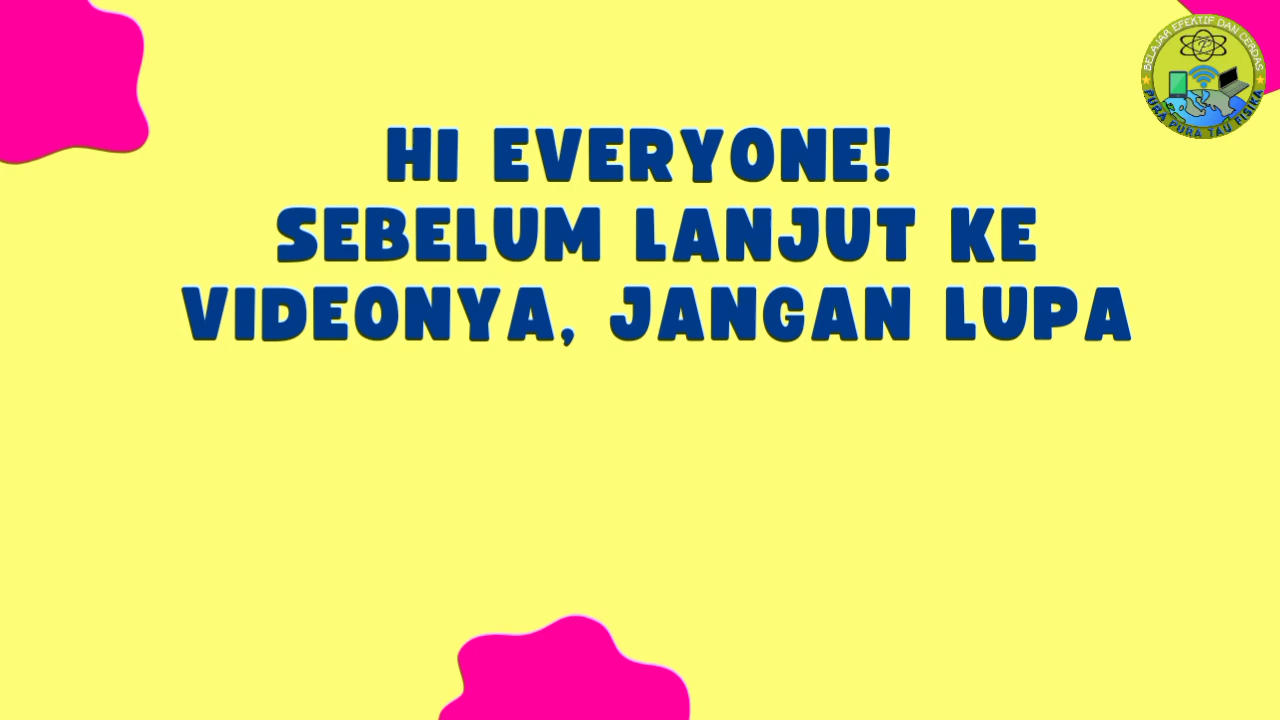 HI EVERYONE!
SEBELUM LANJUT KE
VIDEONYA, JANGAN LUPA
BELAJAR EFEKTIF DAN CERDAS
PURA PURA TAU FISIKA